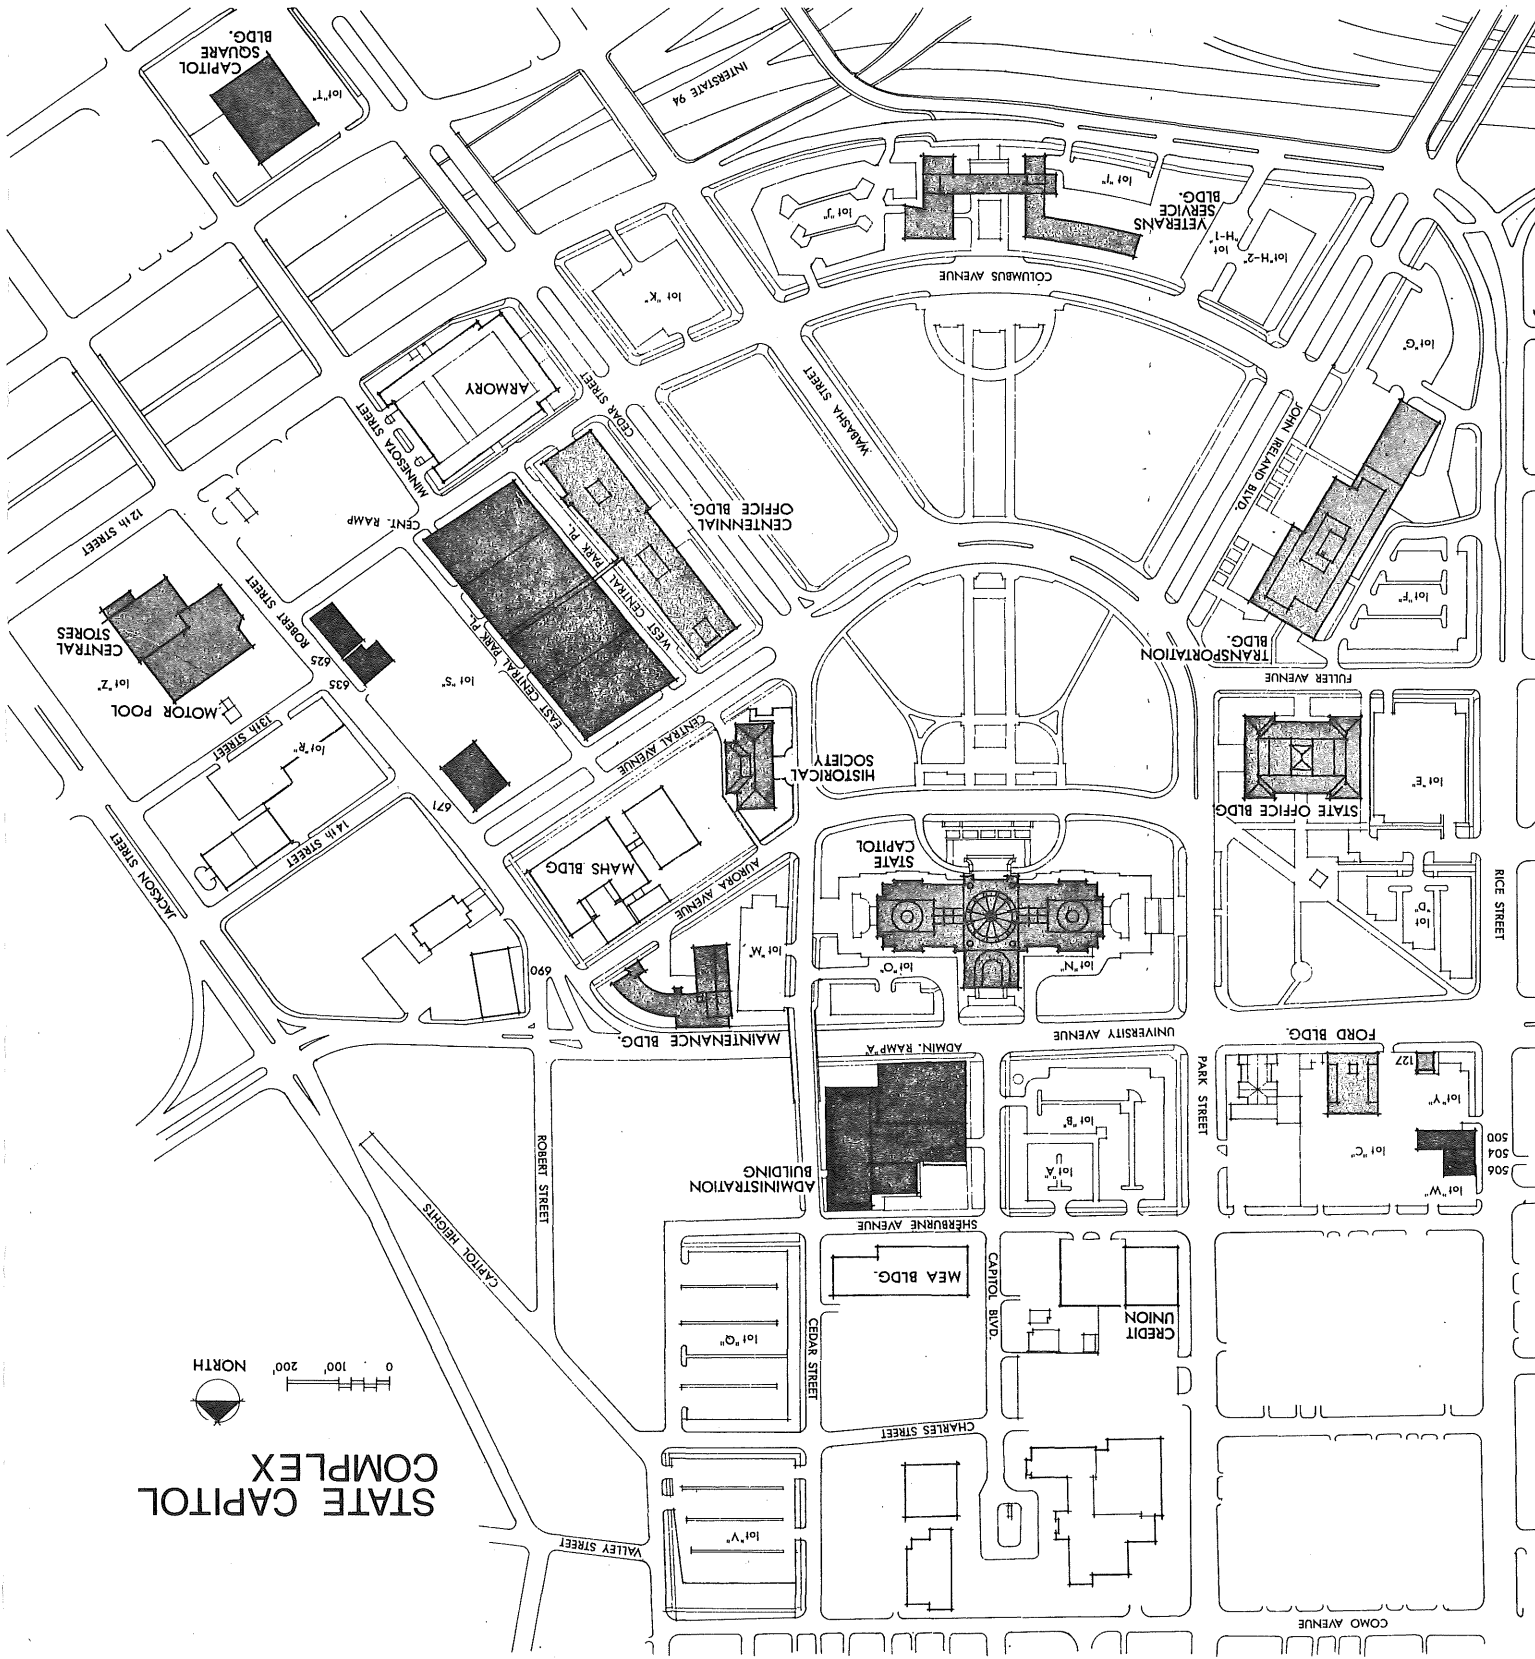 COMO AVENUE
VALLEY STREET
lot "V"
STATE CAPITOL
COMPLEX
NORTH
0 100' 200'
CHARLES STREET
CEDAR STREET
lot "Q"
CREDIT
UNION
CAPITOL BLVD.
MEA BLDG.
CAPITOL HEIGHTS
ROBERT STREET
SHERBURNE AVENUE
lot "W"
506
504
500
lot "C"
lot "Y"
127
FORD BLDG.
PARK STREET
lot "A"
lot "B"
ADMINISTRATION
BUILDING
ADMIN. RAMP "A"
UNIVERSITY AVENUE
MAINTENANCE BLDG.
690
RICE STREET
lot "D"
lot "N"
lot "O"
lot "M"
STATE
CAPITOL
AURORA AVENUE
MAHS BLDG
14th STREET
JACKSON STREET
STATE OFFICE BLDG
lot "E"
HISTORICAL
SOCIETY
CENTRAL AVENUE
671
lot "R"
13th STREET
FULLER AVENUE
TRANSPORTATION
BLDG.
EAST CENTRAL PARK PL.
WEST CENTRAL PARK PL.
lot "S"
635
625
ROBERT STREET
MOTOR POOL
lot "Z"
CENTRAL
STORES
lot "F"
JOHN IRELAND BLVD.
CENTENNIAL
OFFICE BLDG.
CENT. RAMP
12th STREET
WABASHA STREET
CEDAR STREET
MINNESOTA STREET
ARMORY
lot "G"
lot "K"
COLUMBUS AVENUE
lot "H-2"
lot
"H-1"
VETERANS
SERVICE
BLDG.
lot "J"
lot "I"
INTERSTATE 94
lot "T"
CAPITOL
SQUARE
BLDG.